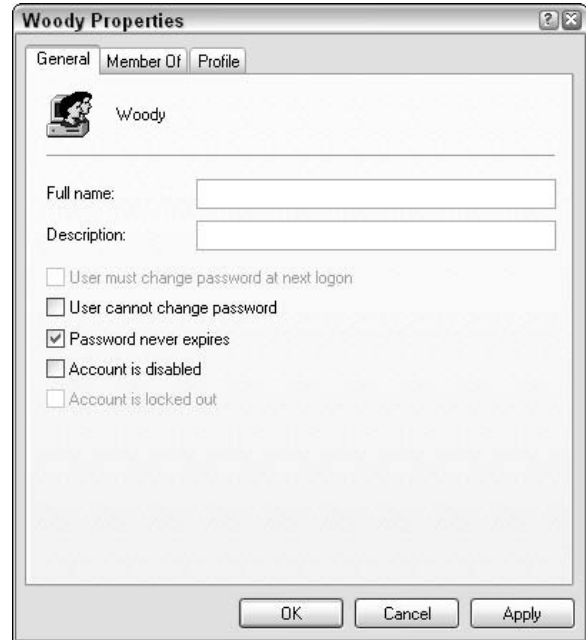 Woody Properties
General Member Of Profile
Woody
Full name:
Description:
User must change password at next logon
User cannot change password
Password never expires
Account is disabled
Account is locked out
OK Cancel Apply